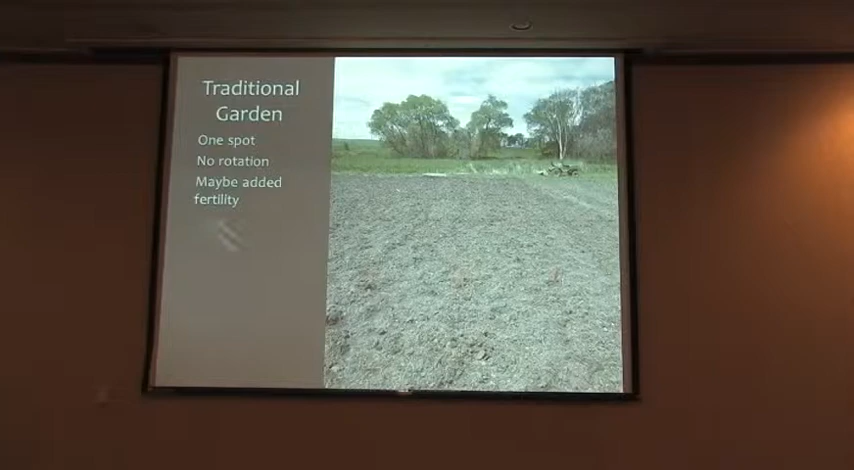 Traditional
Garden
One spot
No rotation
Maybe added
fertility